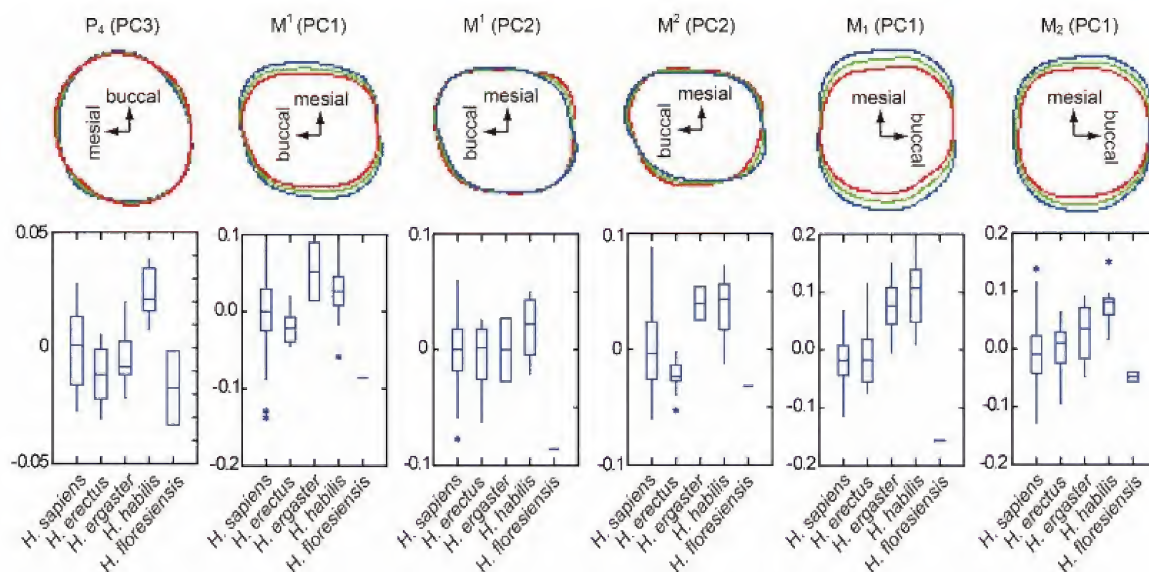 P₄ (PC3)
M¹ (PC1)
M¹ (PC2)
M² (PC2)
M₁ (PC1)
M₂ (PC1)
buccal
mesial
mesial
buccal
mesial
buccal
mesial
buccal
mesial
buccal
mesial
buccal
0.05
0
-0.05
0.1
0.0
-0.1
-0.2
0.1
0
-0.1
0.1
0
-0.1
0.2
0.1
0.0
-0.1
-0.2
0.2
0.1
0.0
-0.1
-0.2
H. sapiens
H. erectus
H. ergaster
H. habilis
H. floresiensis
H. sapiens
H. erectus
H. ergaster
H. habilis
H. floresiensis
H. sapiens
H. erectus
H. ergaster
H. habilis
H. floresiensis
H. sapiens
H. erectus
H. ergaster
H. habilis
H. floresiensis
H. sapiens
H. erectus
H. ergaster
H. habilis
H. floresiensis
H. sapiens
H. erectus
H. ergaster
H. habilis
H. floresiensis